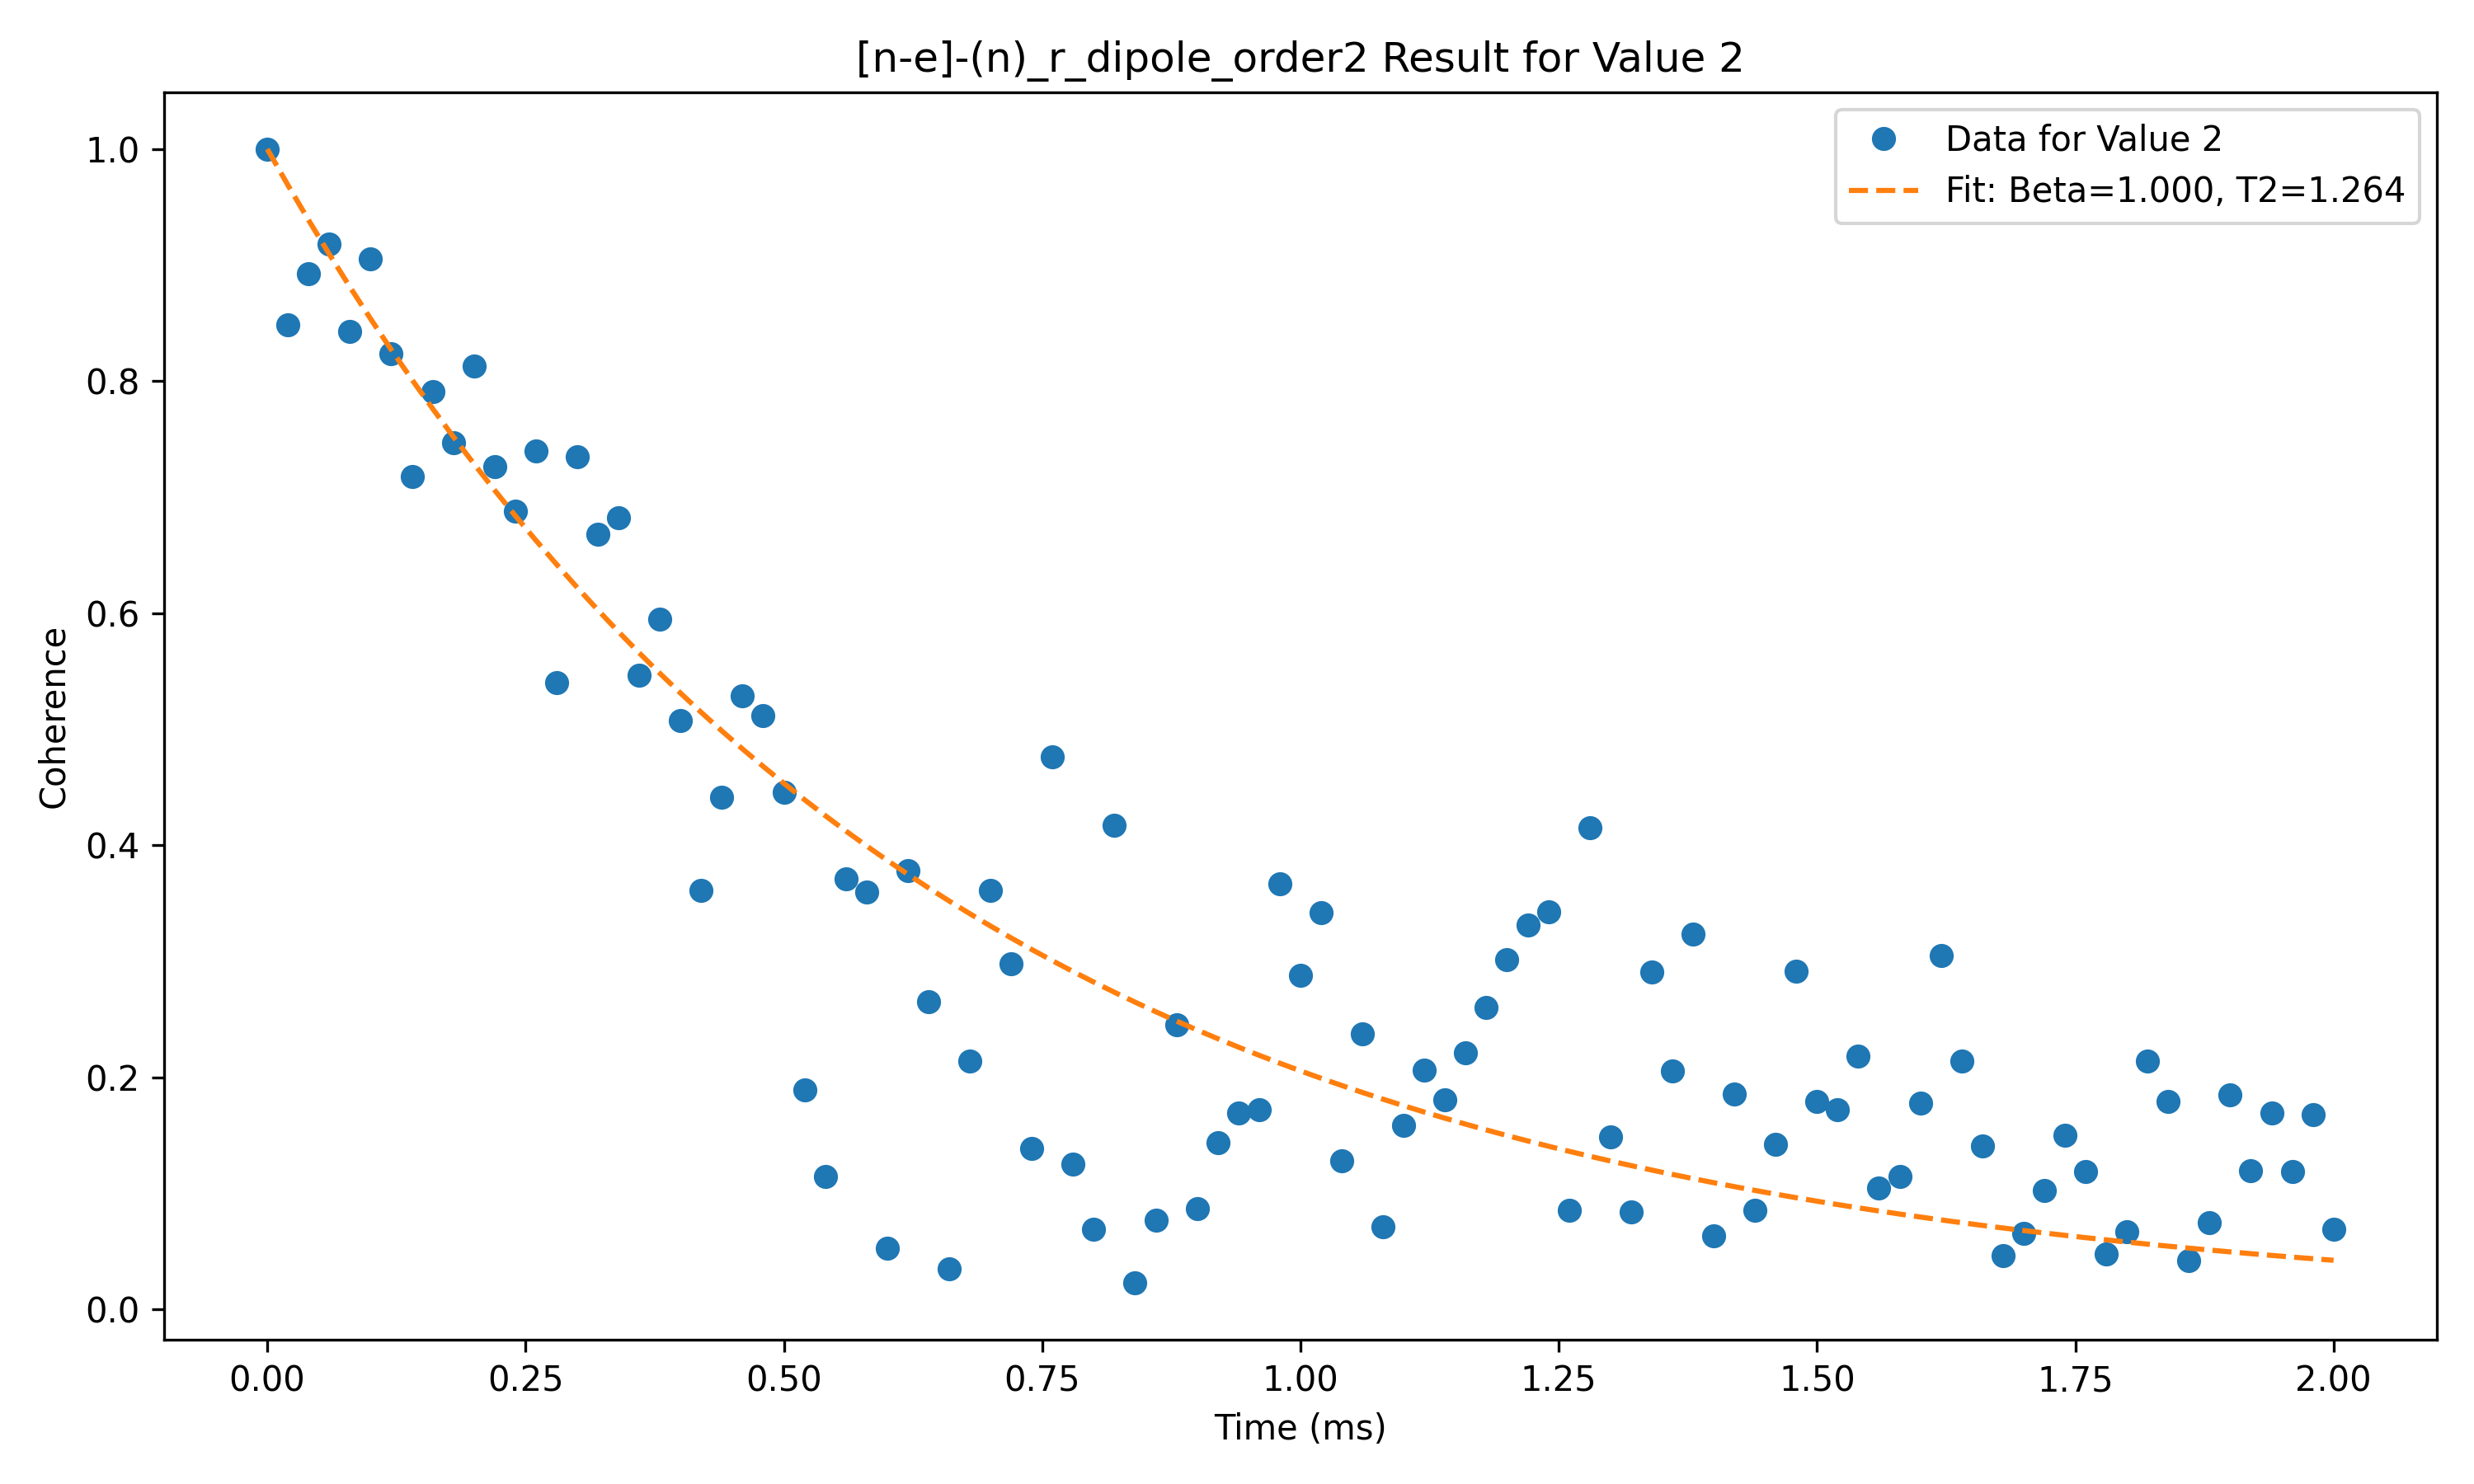 [n-e]-(n)_r_dipole_order2 Result for Value 2
Data for Value 2
Fit: Beta=1.000, T2=1.264
Coherence
1.0
0.8
0.6
0.4
0.2
0.0
0.00 0.25 0.50 0.75 1.00 1.25 1.50 1.75 2.00
Time (ms)